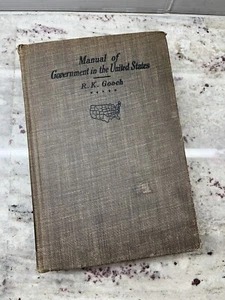 Manual of
Government in the United States
R. K. Gooch